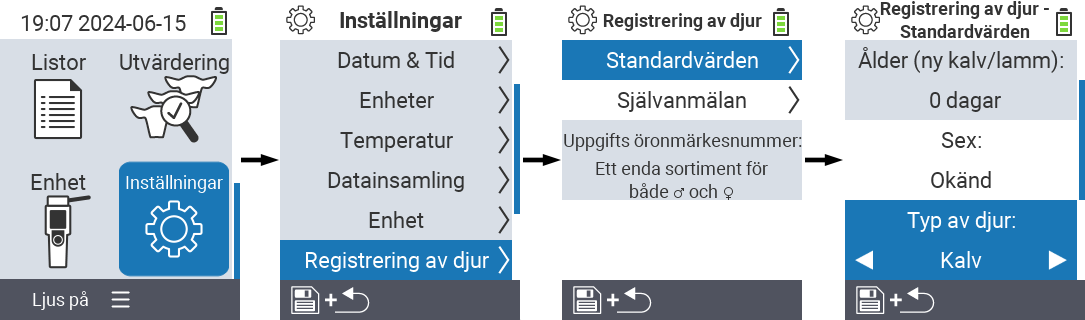 19:07 2024-06-15
Listor
Utvärdering
Enhet
Inställningar
Ljus på
Inställningar
Datum & Tid
Enheter
Temperatur
Datainsamling
Enhet
Registrering av djur
+
Registrering av djur
Standardvärden
Självanmälan
Uppgifts öronmärkesnummer:
Ett enda sortiment för
både ♂ och ♀
+
Registrering av djur -
Standardvärden
Ålder (ny kalv/lamm):
0 dagar
Sex:
Okänd
Typ av djur:
Kalv
+